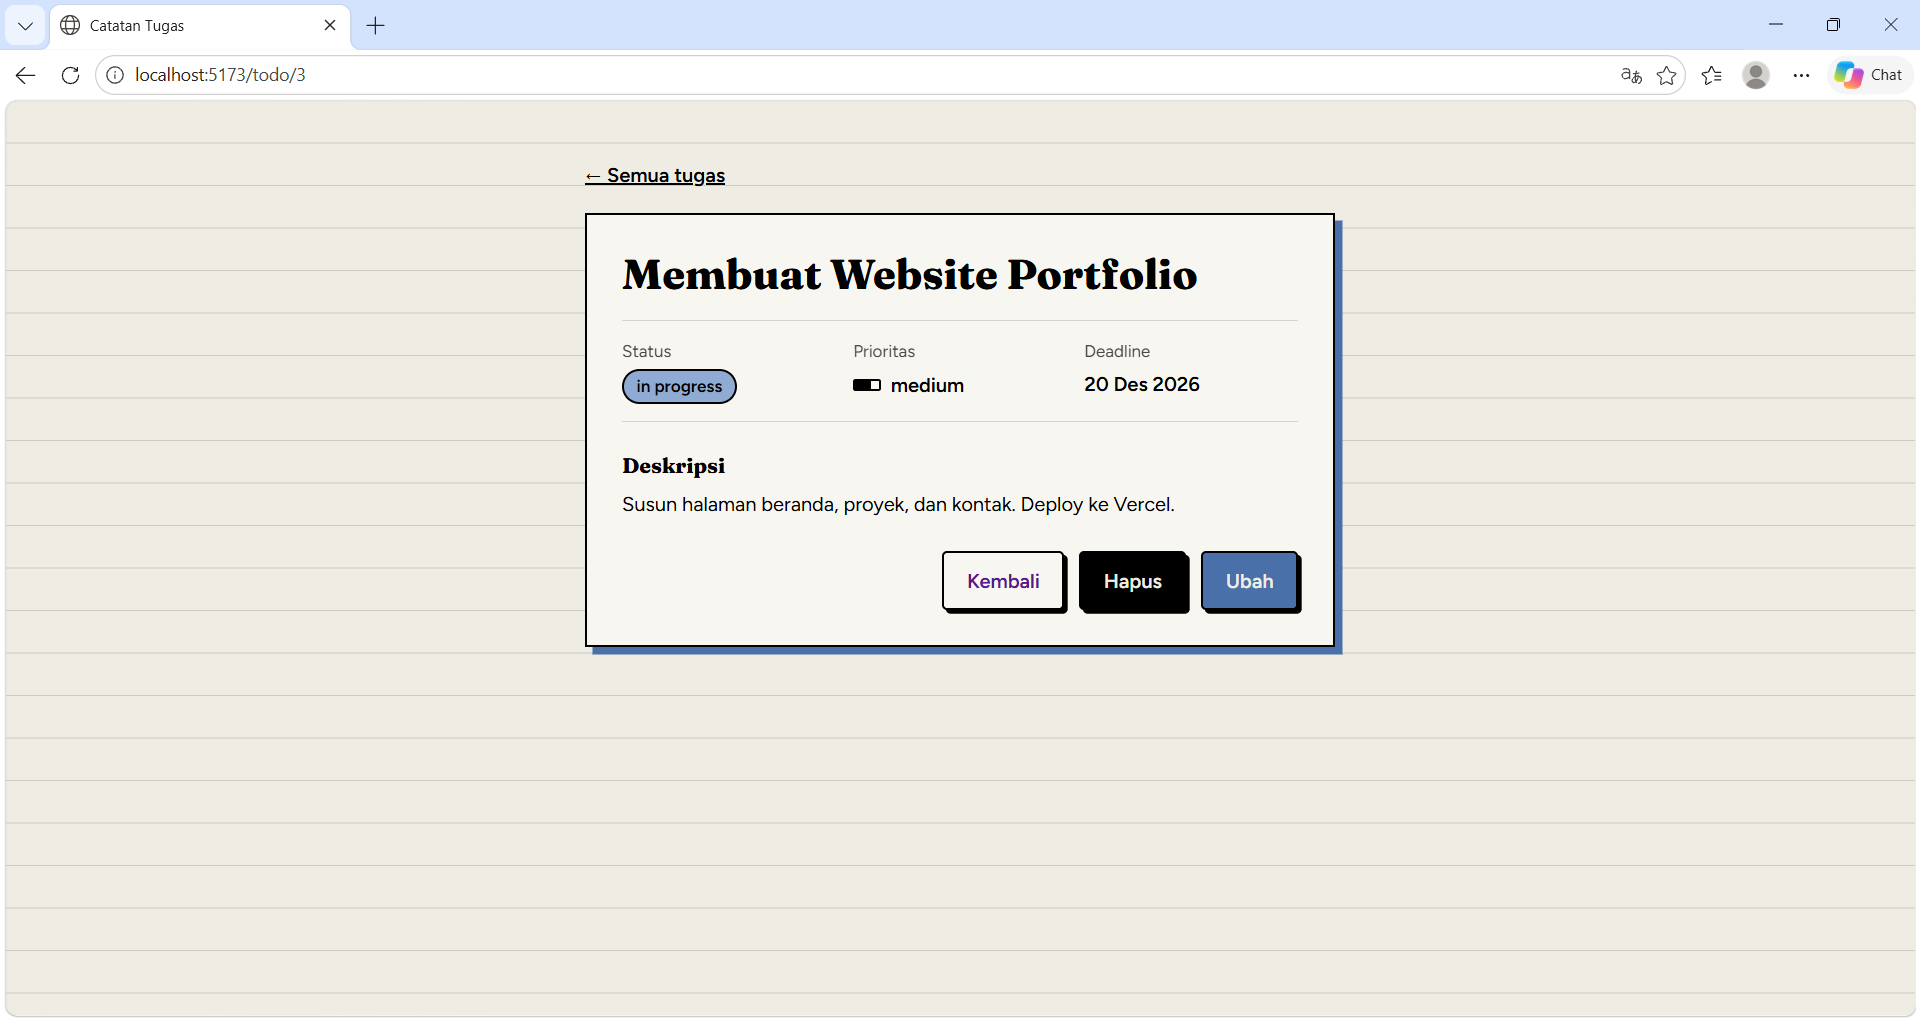 Catatan Tugas
localhost:5173/todo/3
Chat
← Semua tugas
Membuat Website Portfolio
Status Prioritas Deadline
in progress medium 20 Des 2026
Deskripsi
Susun halaman beranda, proyek, dan kontak. Deploy ke Vercel.
Kembali Hapus Ubah